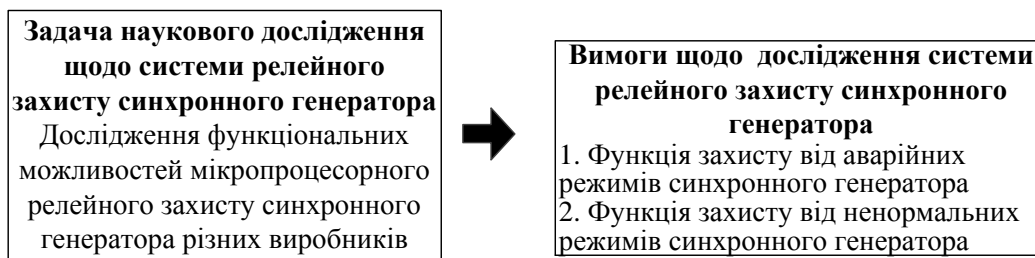 Задача наукового дослідження
щодо системи релейного
захисту синхронного генератора
Дослідження функціональних
можливостей мікропроцесорного
релейного захисту синхронного
генератора різних виробників
Вимоги щодо дослідження системи
релейного захисту синхронного
генератора
1. Функція захисту від аварійних
режимів синхронного генератора
2. Функція захисту від ненормальних
режимів синхронного генератора